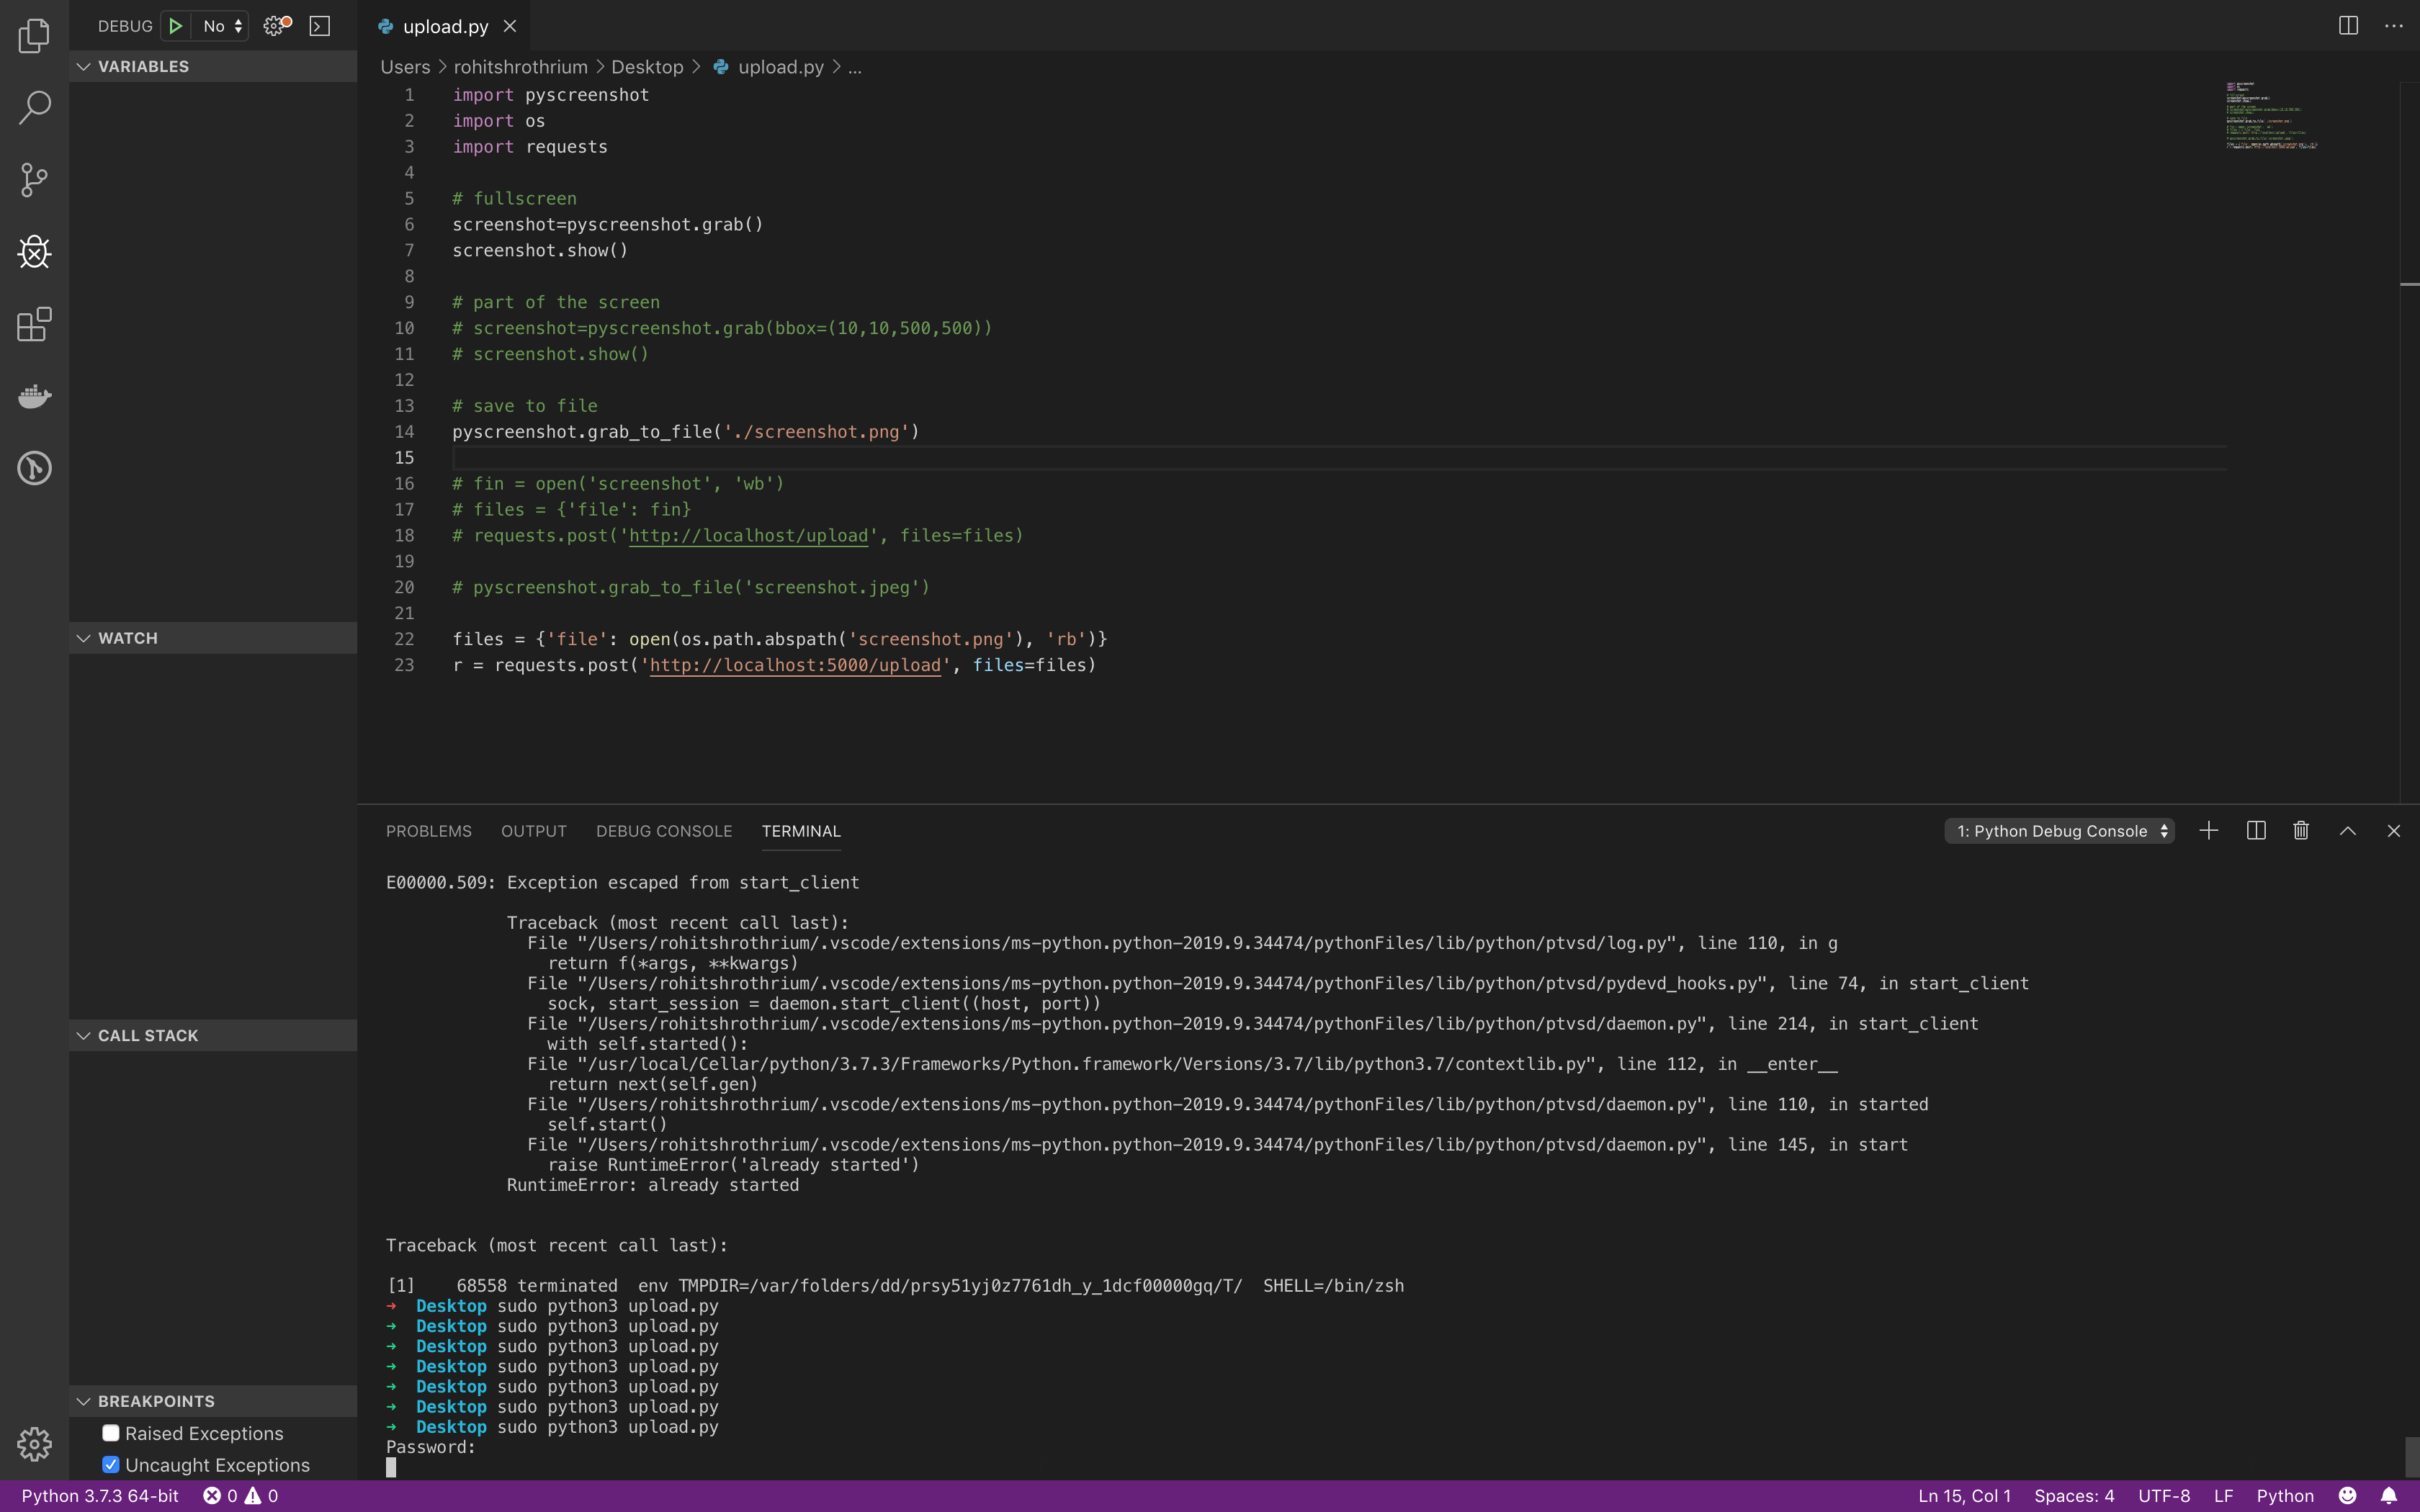 DEBUG No
upload.py
VARIABLES
Users rohitshrothrium Desktop upload.py ...
1 import pyscreenshot
2 import os
3 import requests
4
5 # fullscreen
6 screenshot=pyscreenshot.grab()
7 screenshot.show()
8
9 # part of the screen
10 # screenshot=pyscreenshot.grab(bbox=(10,10,500,500))
11 # screenshot.show()
12
13 # save to file
14 pyscreenshot.grab_to_file('./screenshot.png')
15
16 # fin = open('screenshot', 'wb')
17 # files = {'file': fin}
18 # requests.post('http://localhost/upload', files=files)
19
20 # pyscreenshot.grab_to_file('screenshot.jpeg')
21
22 files = {'file': open(os.path.abspath('screenshot.png'), 'rb')}
23 r = requests.post('http://localhost:5000/upload', files=files)
WATCH
CALL STACK
BREAKPOINTS
Raised Exceptions
Uncaught Exceptions
PROBLEMS OUTPUT DEBUG CONSOLE TERMINAL 1: Python Debug Console
E00000.509: Exception escaped from start_client
Traceback (most recent call last):
File "/Users/rohitshrothrium/.vscode/extensions/ms-python.python-2019.9.34474/pythonFiles/lib/python/ptvsd/log.py", line 110, in g
return f(*args, **kwargs)
File "/Users/rohitshrothrium/.vscode/extensions/ms-python.python-2019.9.34474/pythonFiles/lib/python/ptvsd/pydevd_hooks.py", line 74, in start_client
sock, start_session = daemon.start_client((host, port))
File "/Users/rohitshrothrium/.vscode/extensions/ms-python.python-2019.9.34474/pythonFiles/lib/python/ptvsd/daemon.py", line 214, in start_client
with self.started():
File "/usr/local/Cellar/python/3.7.3/Frameworks/Python.framework/Versions/3.7/lib/python3.7/contextlib.py", line 112, in __enter__
return next(self.gen)
File "/Users/rohitshrothrium/.vscode/extensions/ms-python.python-2019.9.34474/pythonFiles/lib/python/ptvsd/daemon.py", line 110, in started
self.start()
File "/Users/rohitshrothrium/.vscode/extensions/ms-python.python-2019.9.34474/pythonFiles/lib/python/ptvsd/daemon.py", line 145, in start
raise RuntimeError('already started')
RuntimeError: already started
Traceback (most recent call last):
[1] 68558 terminated env TMPDIR=/var/folders/dd/prsy51yj0z7761dh_y_1dcf00000gq/T/ SHELL=/bin/zsh
➜ Desktop sudo python3 upload.py
➜ Desktop sudo python3 upload.py
➜ Desktop sudo python3 upload.py
➜ Desktop sudo python3 upload.py
➜ Desktop sudo python3 upload.py
➜ Desktop sudo python3 upload.py
➜ Desktop sudo python3 upload.py
Password:
Python 3.7.3 64-bit 0 0 Ln 15, Col 1 Spaces: 4 UTF-8 LF Python